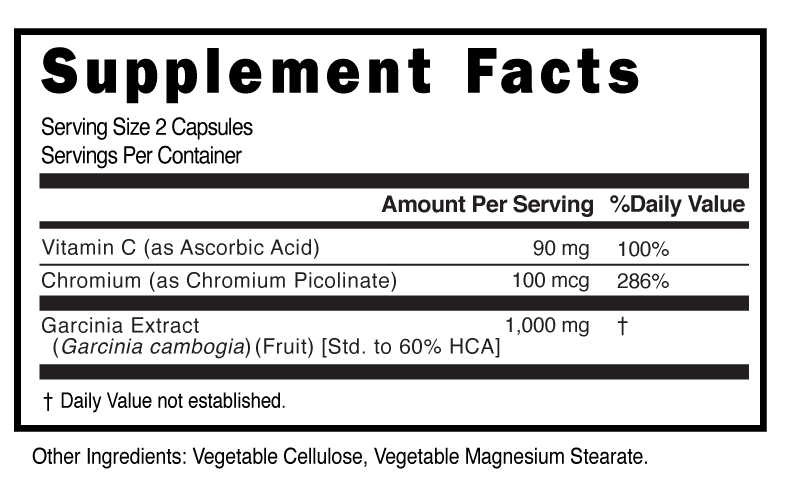 Supplement Facts
Serving Size 2 Capsules
Servings Per Container
Amount Per Serving %Daily Value
Vitamin C (as Ascorbic Acid) 90 mg 100%
Chromium (as Chromium Picolinate) 100 mcg 286%
Garcinia Extract 1,000 mg †
(Garcinia cambogia) (Fruit) [Std. to 60% HCA]
† Daily Value not established.
Other Ingredients: Vegetable Cellulose, Vegetable Magnesium Stearate.